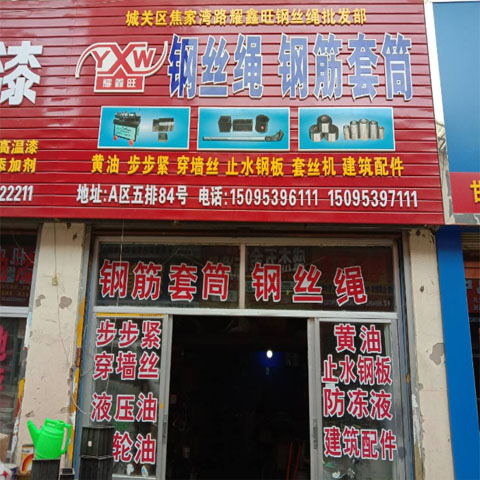 城关区焦家湾路耀鑫旺钢丝绳批发部
YXW
耀鑫旺
钢丝绳 钢筋套筒
黄油 步步紧 穿墙丝 止水钢板 套丝机 建筑配件
地址:A区五排84号 电话:15095396111 15095397111
漆
高温漆
添加剂
22211
钢筋套筒 钢丝绳
步步紧
穿墙丝
液压油
轮油
黄油
止水钢板
防冻液
建筑配件